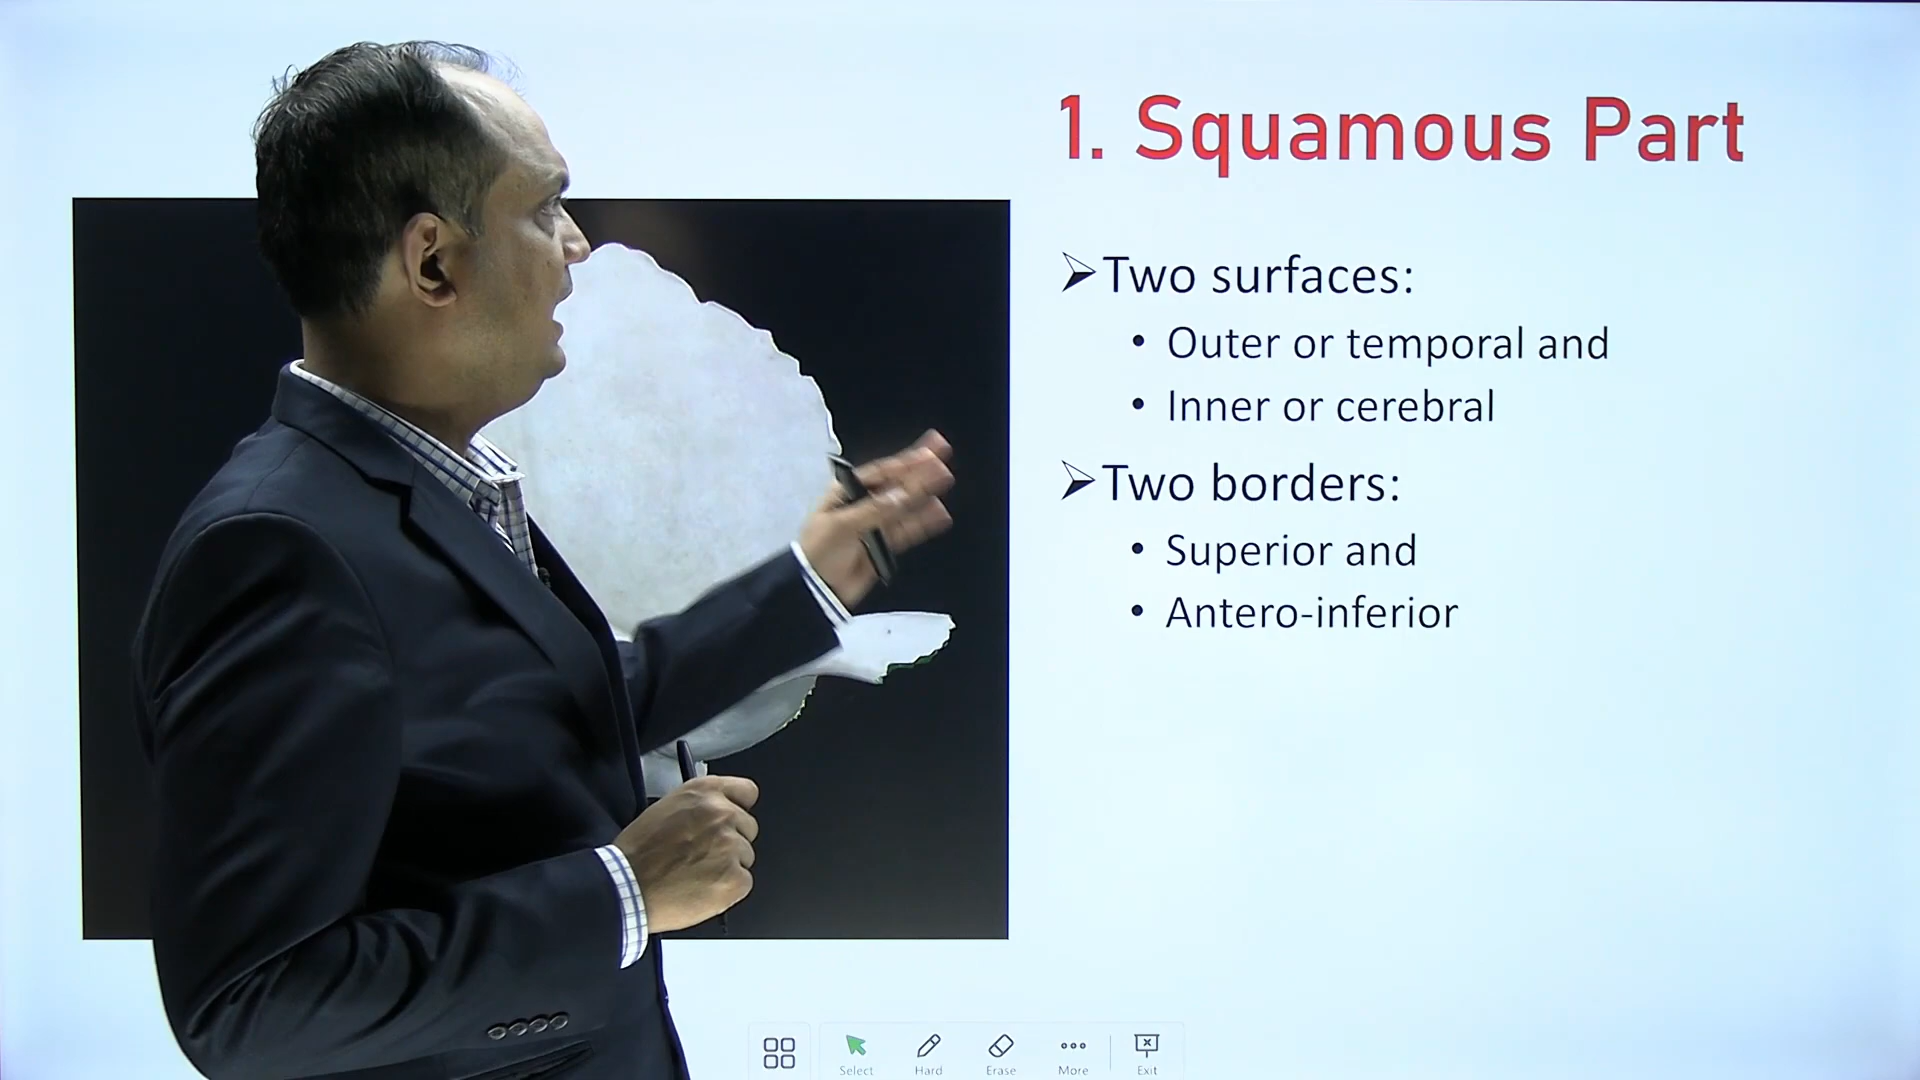 1. Squamous Part
Two surfaces:
• Outer or temporal and
• Inner or cerebral
Two borders:
• Superior and
• Antero-inferior
Select Hard Erase More Exit